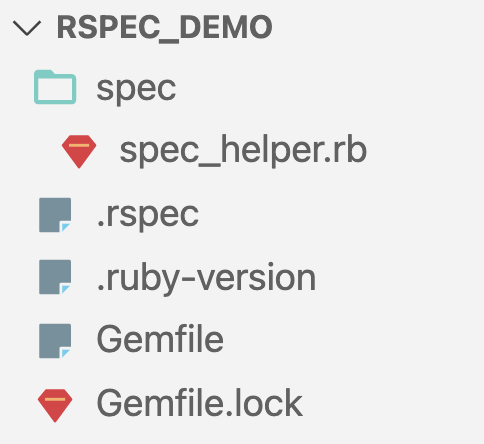 RSPEC_DEMO
spec
spec_helper.rb
.rspec
.ruby-version
Gemfile
Gemfile.lock